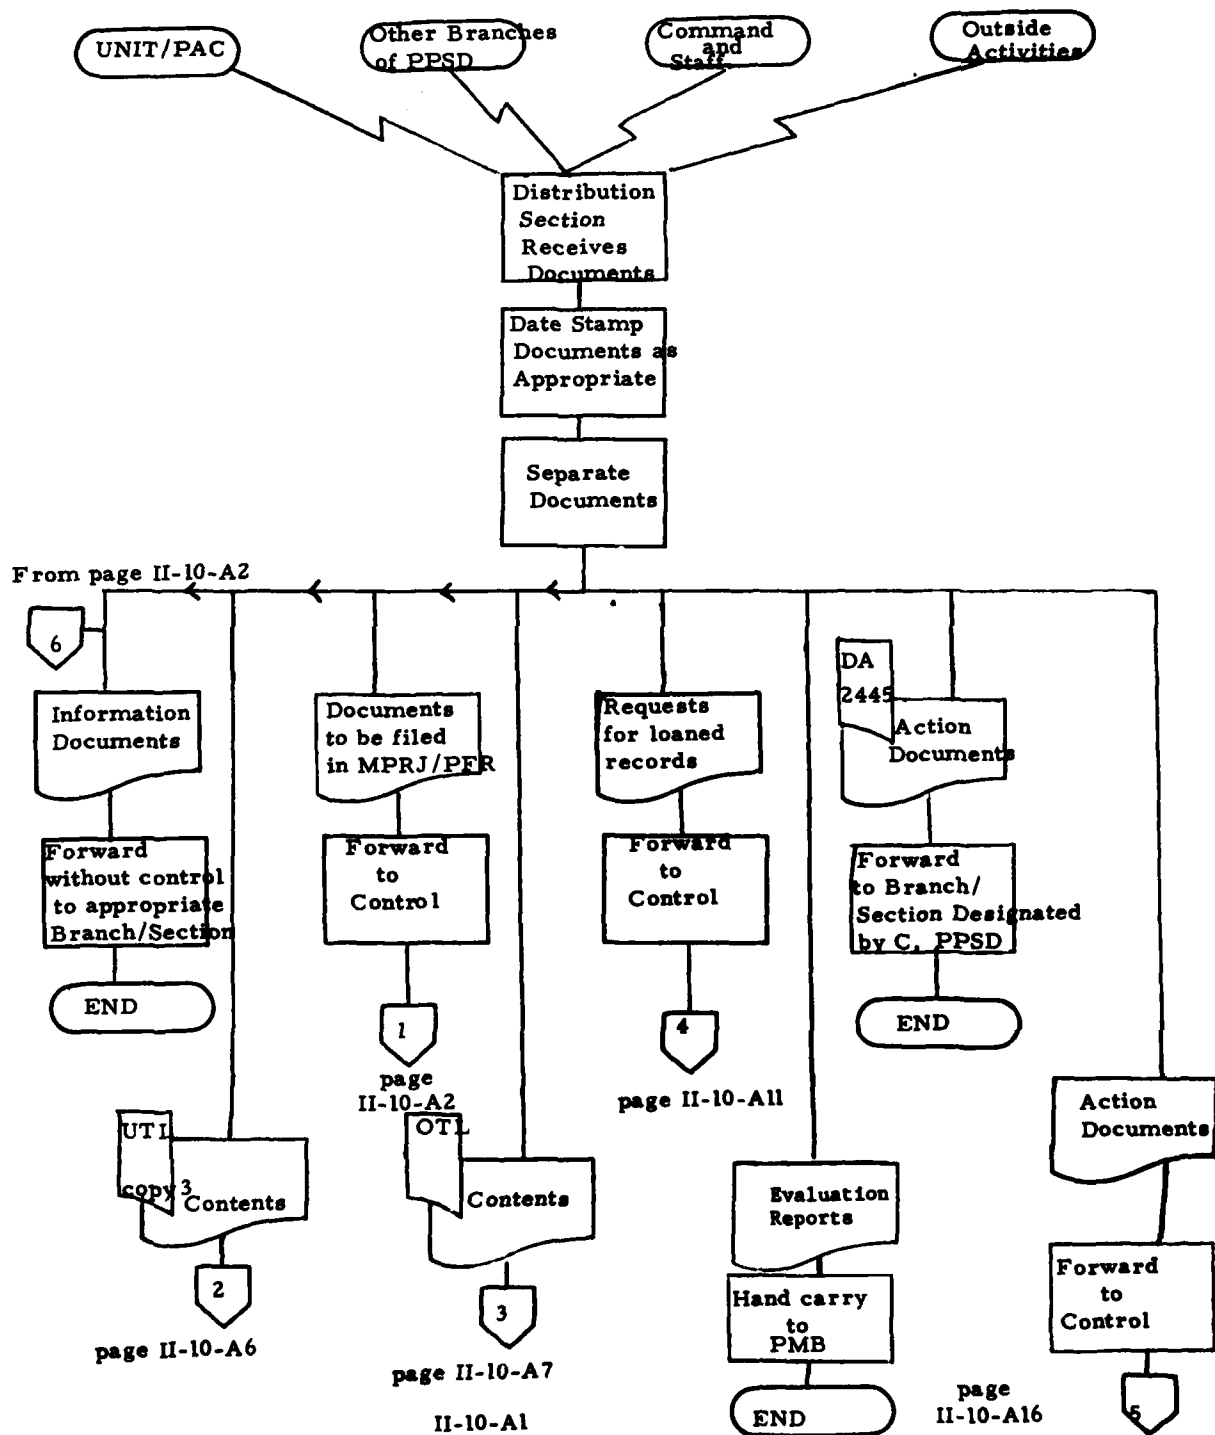 UNIT/PAC
Other Branches
of PPSD
Command
and
Staff
Outside
Activities
Distribution
Section
Receives
Documents
Date Stamp
Documents as
Appropriate
Separate
Documents
From page II-10-A2
6
Information
Documents
Forward
without control
to appropriate
Branch/Section
END
Documents
to be filed
in MPRJ/PFR
Forward
to
Control
1
page
II-10-A2
Requests
for loaned
records
Forward
to
Control
4
page II-10-A11
DA
2445
Action
Documents
Forward
to Branch/
Section Designated
by C, PPSD
END
UTL
copy 3
Contents
2
page II-10-A6
OTL
Contents
3
page II-10-A7
Evaluation
Reports
Hand carry
to
PMB
END
Action
Documents
Forward
to
Control
5
page
II-10-A16
II-10-A1